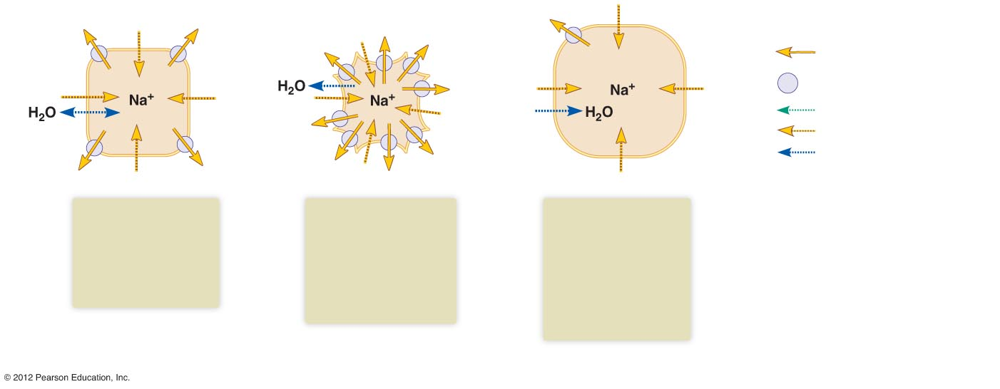 Na⁺
H₂O
H₂O
Na⁺
Na⁺
H₂O
© 2012 Pearson Education, Inc.